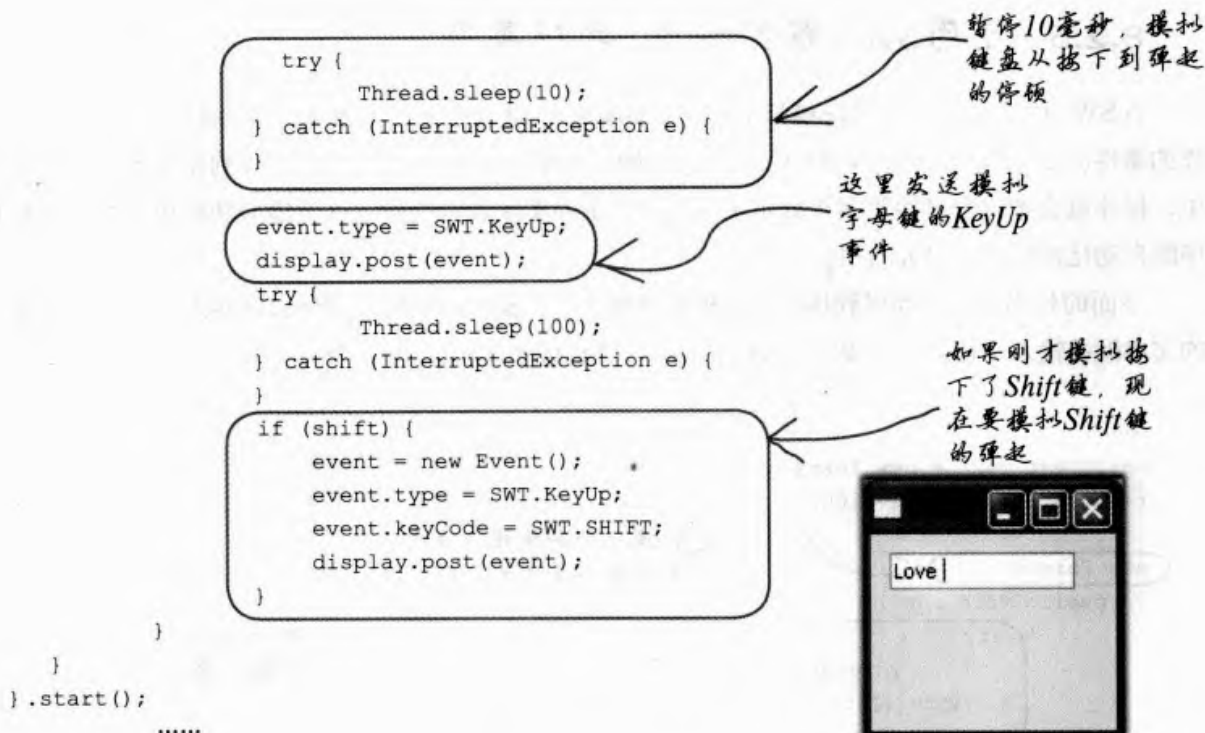 try {
Thread.sleep(10);
} catch (InterruptedException e) {
}
暂停10毫秒，模拟
键盘从按下到弹起
的停顿
event.type = SWT.KeyUp;
display.post(event);
这里发送模拟
字母键的KeyUp
事件
try {
Thread.sleep(100);
} catch (InterruptedException e) {
}
if (shift) {
event = new Event();
event.type = SWT.KeyUp;
event.keyCode = SWT.SHIFT;
display.post(event);
}
如果刚才模拟按
下了Shift键，现
在要模拟Shift键
的弹起
Love
}
}
}.start();
……